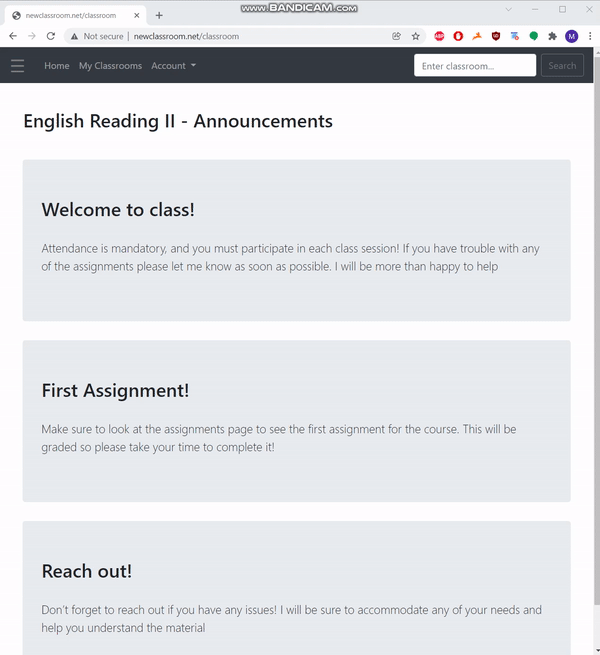 www.BANDICAM.com
newclassroom.net/classroom
Not secure | newclassroom.net/classroom
ABP
M
Home My Classrooms Account Enter classroom... Search
English Reading II - Announcements
Welcome to class!
Attendance is mandatory, and you must participate in each class session! If you have trouble with any
of the assignments please let me know as soon as possible. I will be more than happy to help
First Assignment!
Make sure to look at the assignments page to see the first assignment for the course. This will be
graded so please take your time to complete it!
Reach out!
Don't forget to reach out if you have any issues! I will be sure to accommodate any of your needs and
help you understand the material